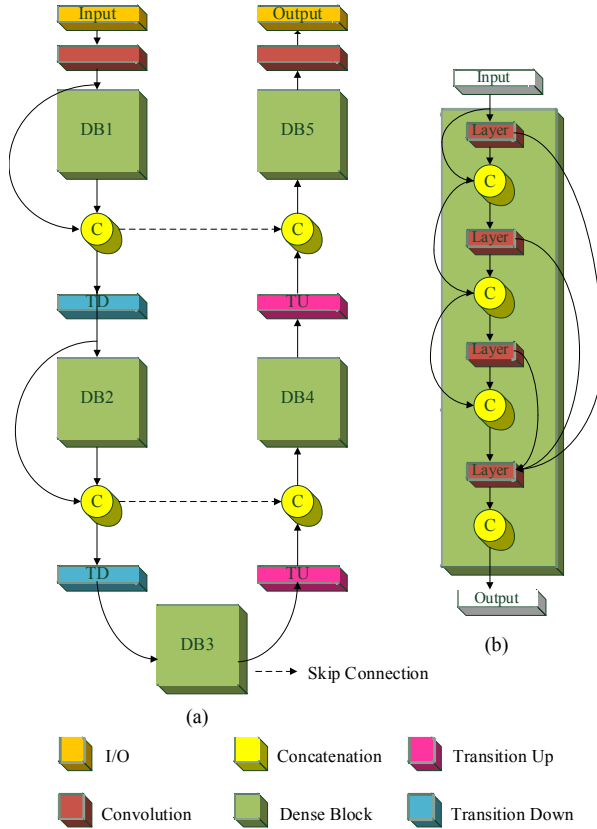 Input
Output
DB1
DB5
C
C
TD
TU
DB2
DB4
C
C
TD
TU
DB3
Skip Connection
(a)
Input
Layer
C
Layer
C
Layer
C
Layer
C
Output
(b)
I/O
Concatenation
Transition Up
Convolution
Dense Block
Transition Down